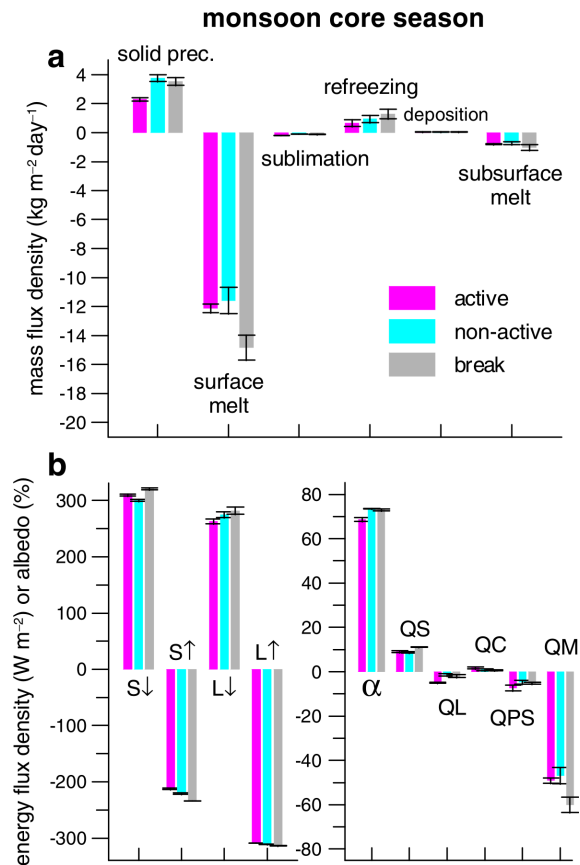 monsoon core season
a
solid prec.
refreezing
deposition
sublimation
subsurface
melt
surface
melt
4
2
0
-2
-4
-6
-8
-10
-12
-14
-16
-18
-20
mass flux density (kg m⁻² day⁻¹)
active
non-active
break
b
energy flux density (W m⁻²) or albedo (%)
300
200
100
0
-100
-200
-300
S↑
L↑
S↓
L↓
80
60
40
20
0
-20
-40
-60
-80
QS
QC
QM
α
QL
QPS